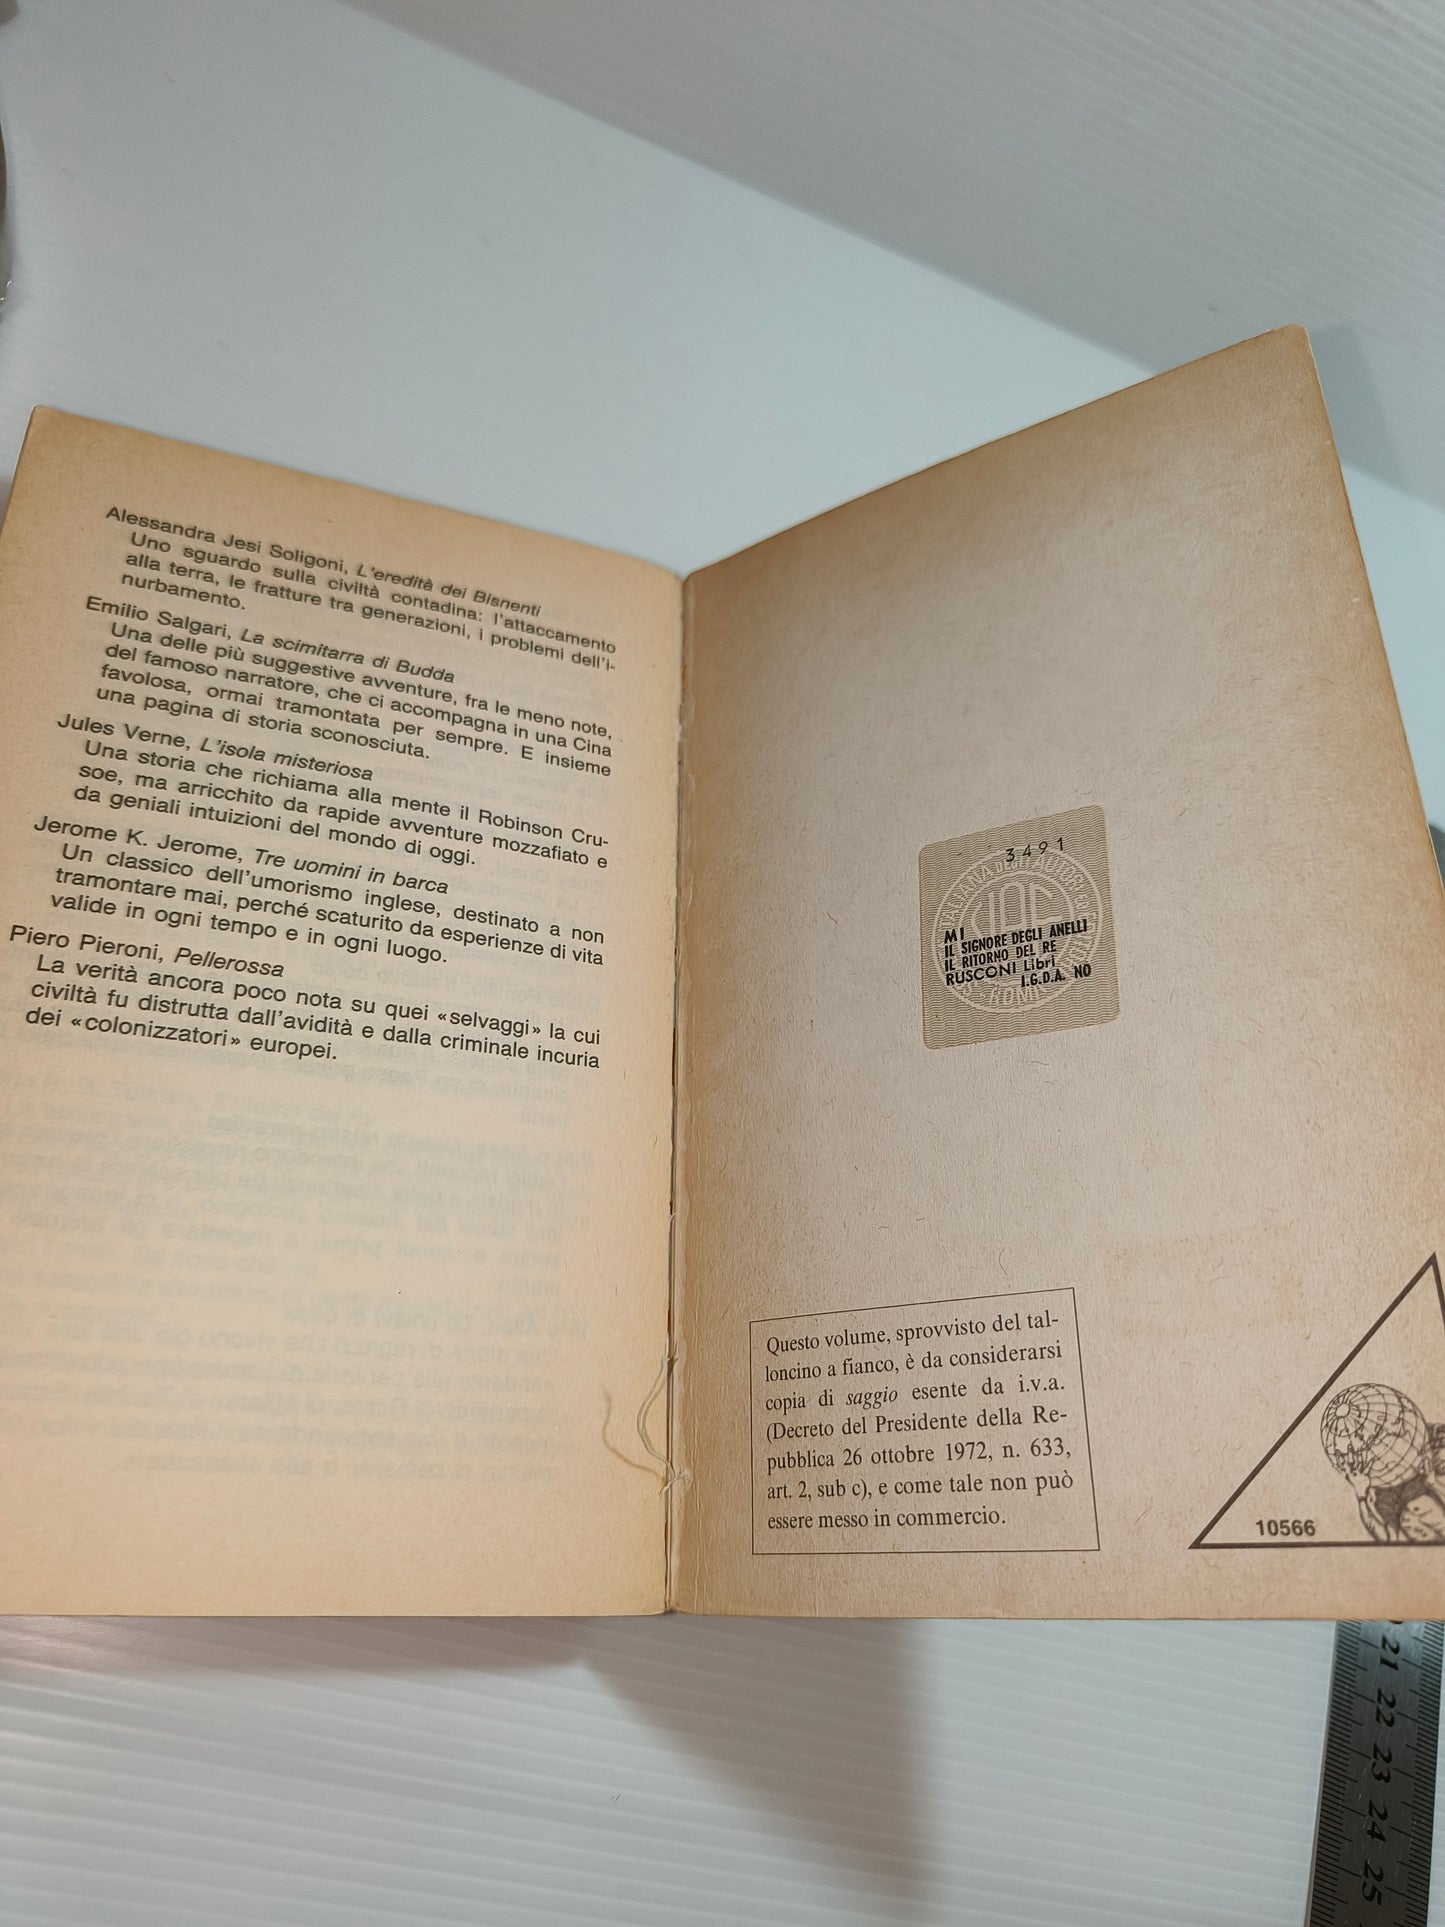 Alessandra Jesi Soligoni, L'eredità dei Bisnenti
Uno sguardo sulla civiltà contadina: l'attaccamento
alla terra, le fratture tra generazioni, i problemi dell'i-
nurbamento.
Emilio Salgari, La scimitarra di Budda
Una delle più suggestive avventure, fra le meno note,
del famoso narratore, che ci accompagna in una Cina
favolosa, ormai tramontata per sempre. E insieme
una pagina di storia sconosciuta.
Jules Verne, L'isola misteriosa
Una storia che richiama alla mente il Robinson Cru-
soe, ma arricchito da rapide avventure mozzafiato e
da geniali intuizioni del mondo di oggi.
Jerome K. Jerome, Tre uomini in barca
Un classico dell'umorismo inglese, destinato a non
tramontare mai, perché scaturito da esperienze di vita
valide in ogni tempo e in ogni luogo.
Piero Pieroni, Pellerossa
La verità ancora poco nota su quei «selvaggi» la cui
civiltà fu distrutta dall'avidità e dalla criminale incuria
dei «colonizzatori» europei.
3491
MI
IL SIGNORE DEGLI ANELLI
IL RITORNO DEL RE
RUSCONI Libri
I.G.D.A. NO
ROMA
Questo volume, sprovvisto del tal-
loncino a fianco, è da considerarsi
copia di saggio esente da i.v.a.
(Decreto del Presidente della Re-
pubblica 26 ottobre 1972, n. 633,
art. 2, sub c), e come tale non può
essere messo in commercio.
10566
21 22 23 24 25